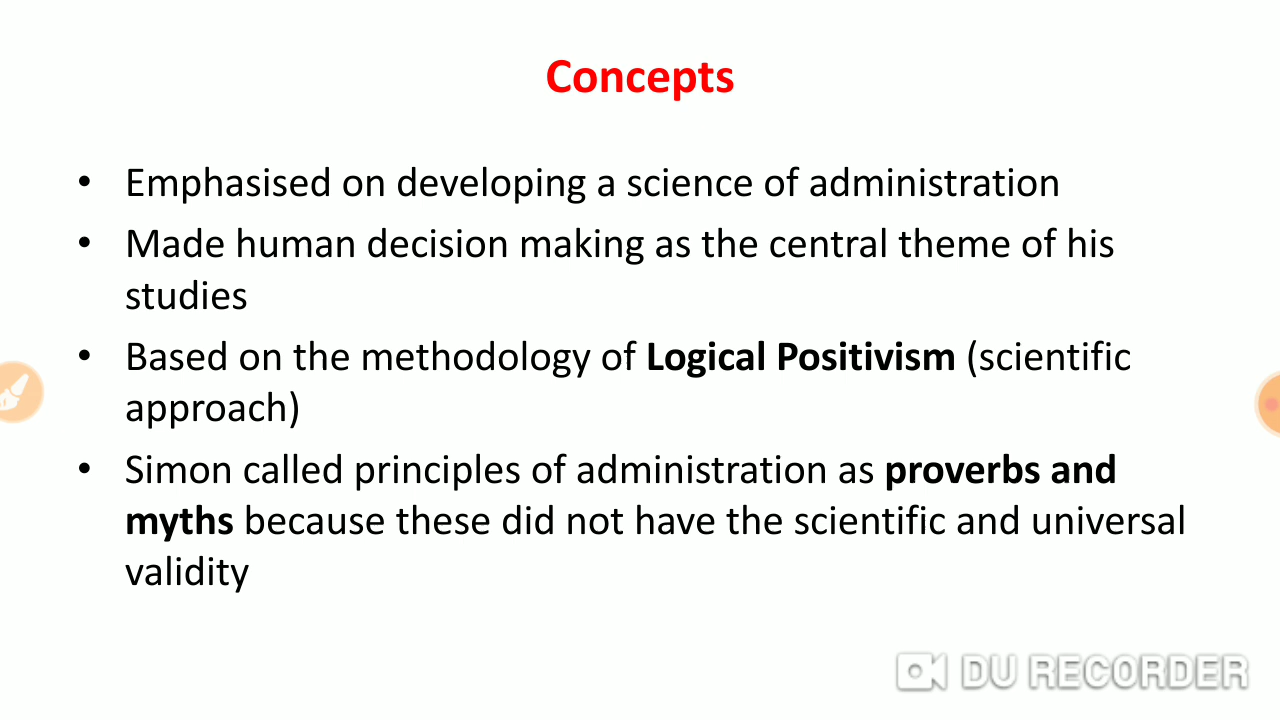 Concepts
• Emphasised on developing a science of administration
• Made human decision making as the central theme of his
studies
• Based on the methodology of Logical Positivism (scientific
approach)
• Simon called principles of administration as proverbs and
myths because these did not have the scientific and universal
validity
DU RECORDER